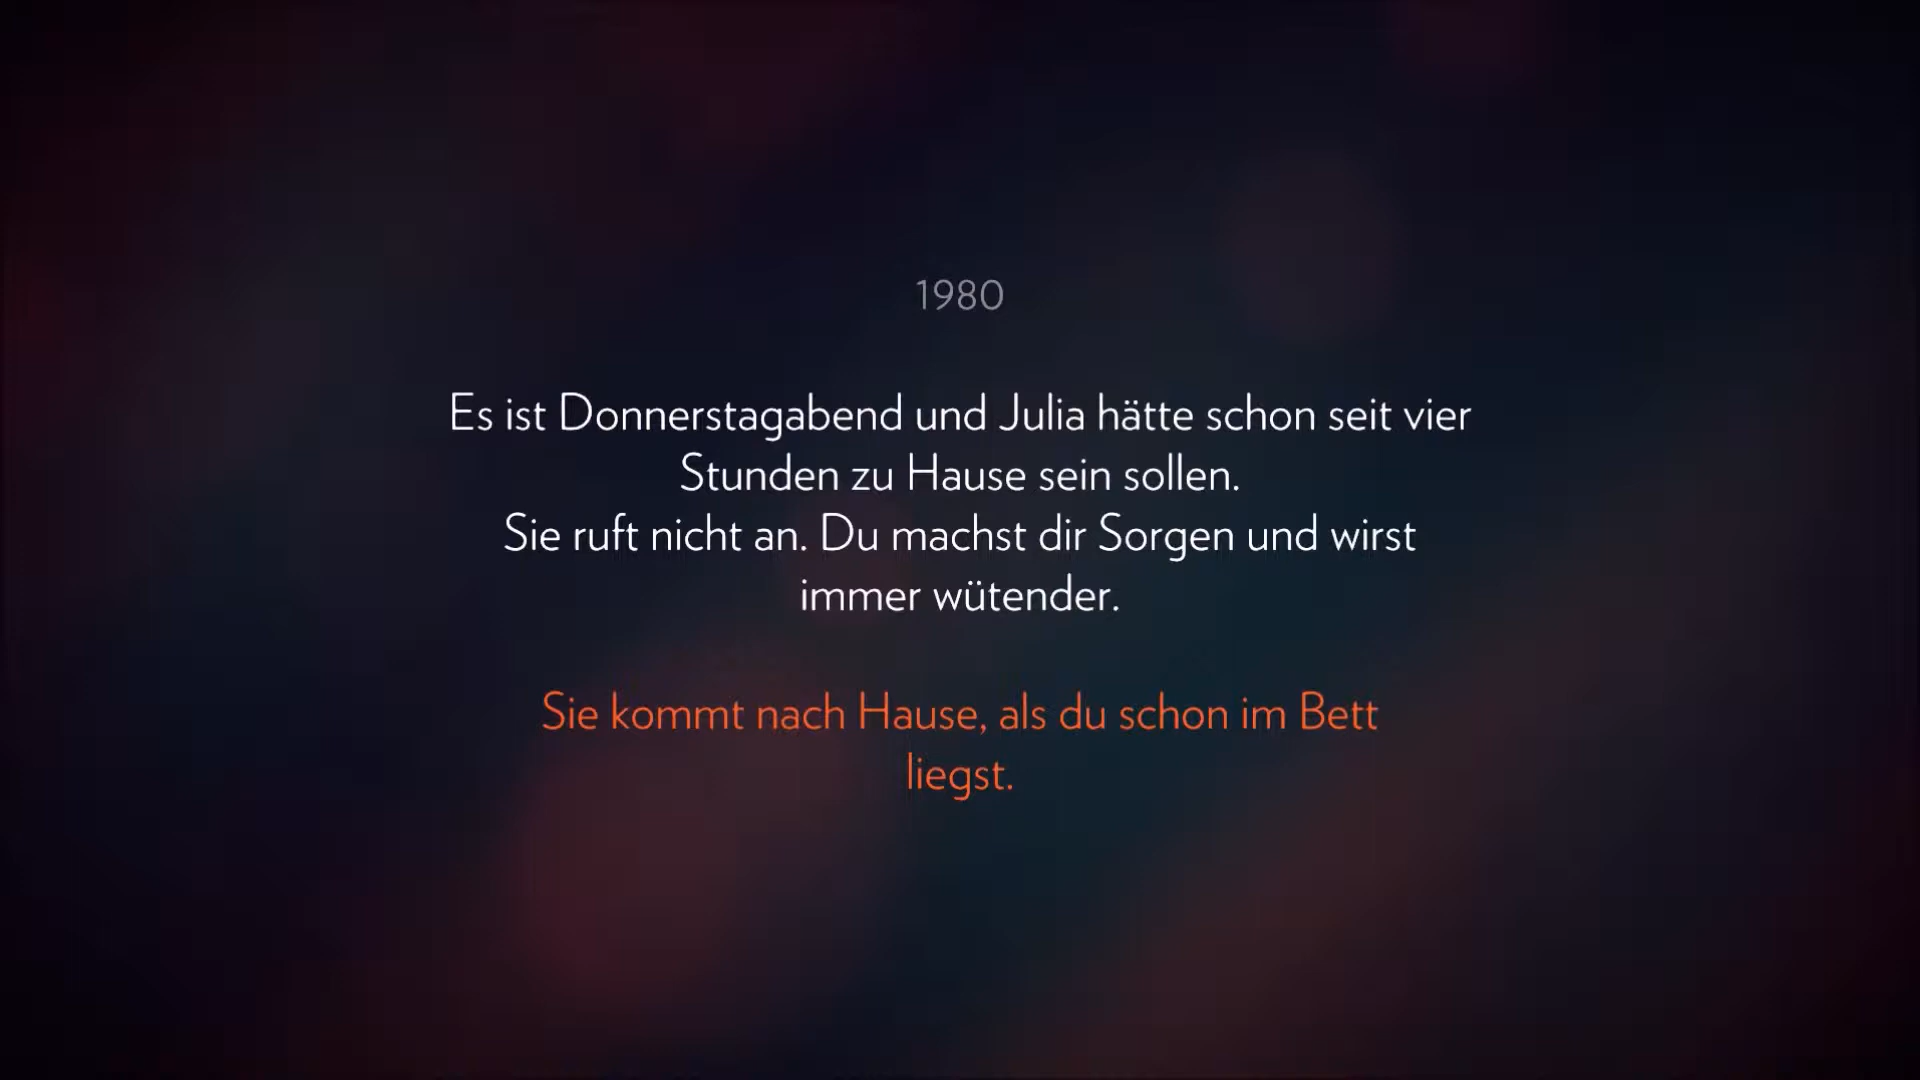 1980
Es ist Donnerstagabend und Julia hätte schon seit vier
Stunden zu Hause sein sollen.
Sie ruft nicht an. Du machst dir Sorgen und wirst
immer wütender.
Sie kommt nach Hause, als du schon im Bett
liegst.